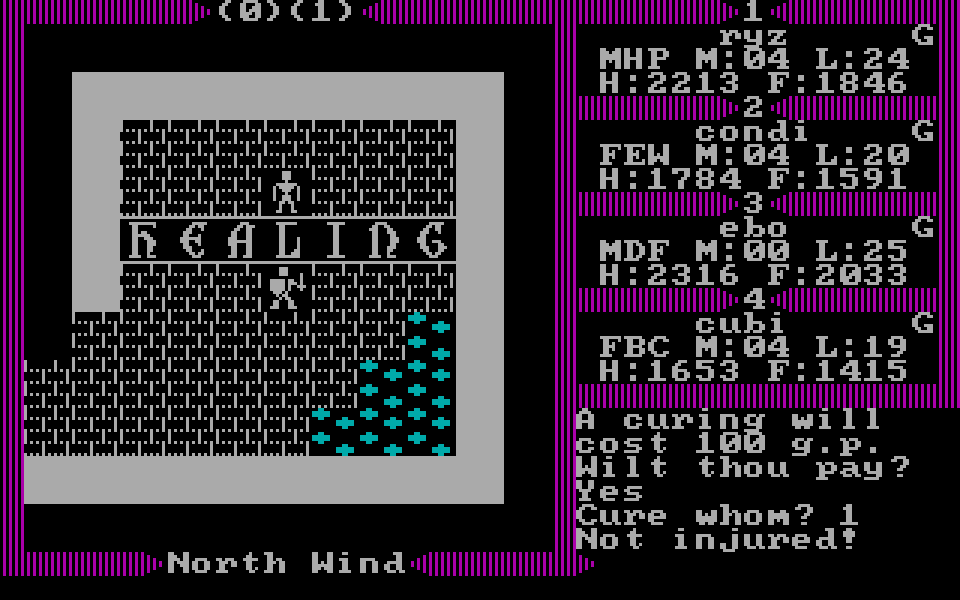 (0)(1)
HEALING
North Wind
1
ryz G
MHP M:04 L:24
H:2213 F:1846
2
condi G
FEW M:04 L:20
H:1784 F:1591
3
ebo G
MDF M:00 L:25
H:2316 F:2033
4
cubi G
FBC M:04 L:19
H:1653 F:1415
A curing will
cost 100 g.p.
Wilt thou pay?
Yes
Cure whom? 1
Not injured!